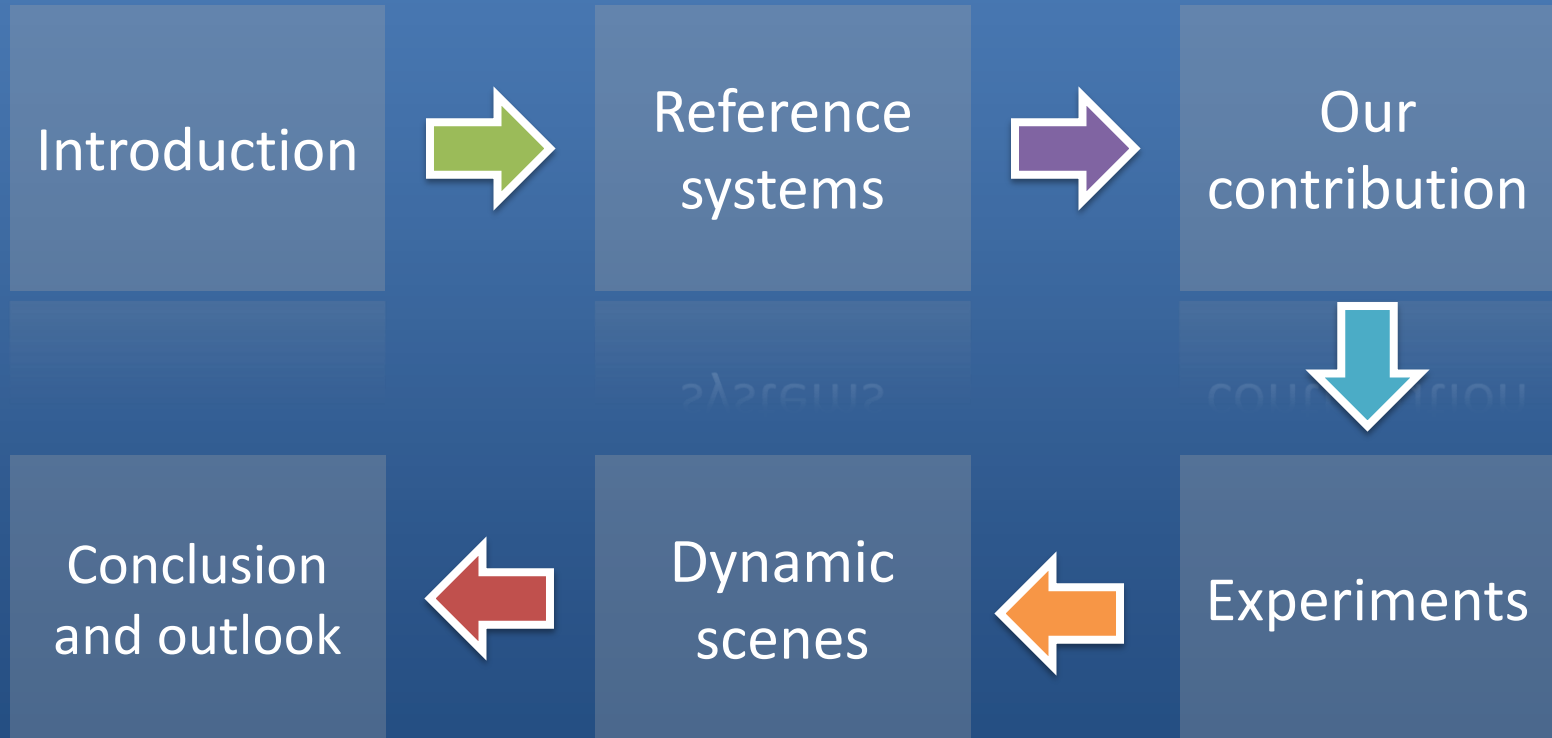 Introduction
Reference
systems
Our
contribution
Experiments
Dynamic
scenes
Conclusion
and outlook